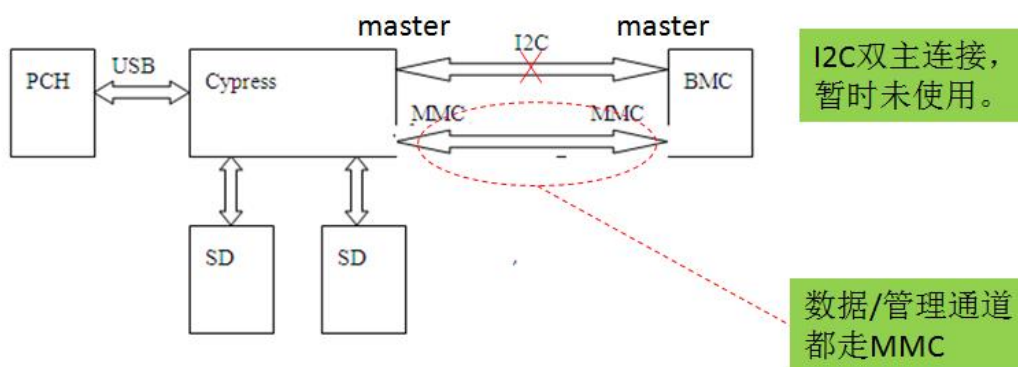 master
master
I2C
USB
PCH
Cypress
BMC
MMC
MMC
SD
SD
I2C双主连接，
暂时未使用。
数据/管理通道
都走MMC